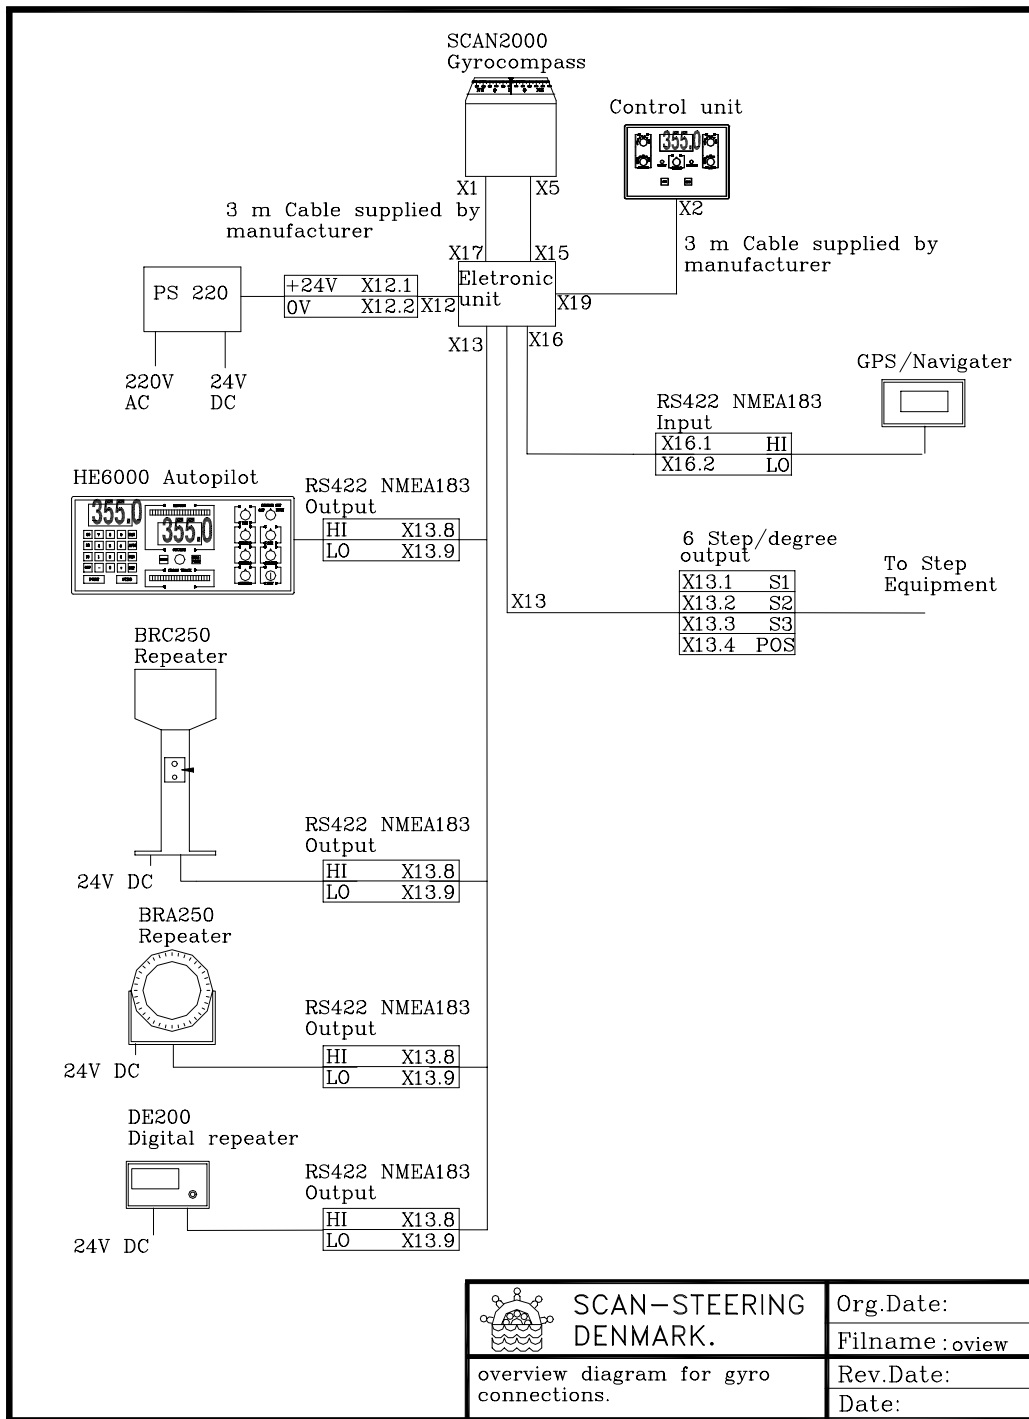 SCAN2000
Gyrocompass
Control unit
355.0
X1
X5
X2
3 m Cable supplied by
manufacturer
3 m Cable supplied by
manufacturer
X17
X15
Eletronic
unit
PS 220
+24V X12.1
0V X12.2
X12
X19
X13
X16
220V
AC
24V
DC
GPS/Navigater
RS422 NMEA183
Input
X16.1 HI
X16.2 LO
HE6000 Autopilot
355.0
355.0
RS422 NMEA183
Output
HI X13.8
LO X13.9
6 Step/degree
output
X13.1 S1
X13.2 S2
X13.3 S3
X13.4 POS
To Step
Equipment
X13
BRC250
Repeater
24V DC
RS422 NMEA183
Output
HI X13.8
LO X13.9
BRA250
Repeater
24V DC
RS422 NMEA183
Output
HI X13.8
LO X13.9
DE200
Digital repeater
24V DC
RS422 NMEA183
Output
HI X13.8
LO X13.9
SCAN-STEERING
DENMARK.
Org.Date:
Filname : oview
overview diagram for gyro
connections.
Rev.Date:
Date: